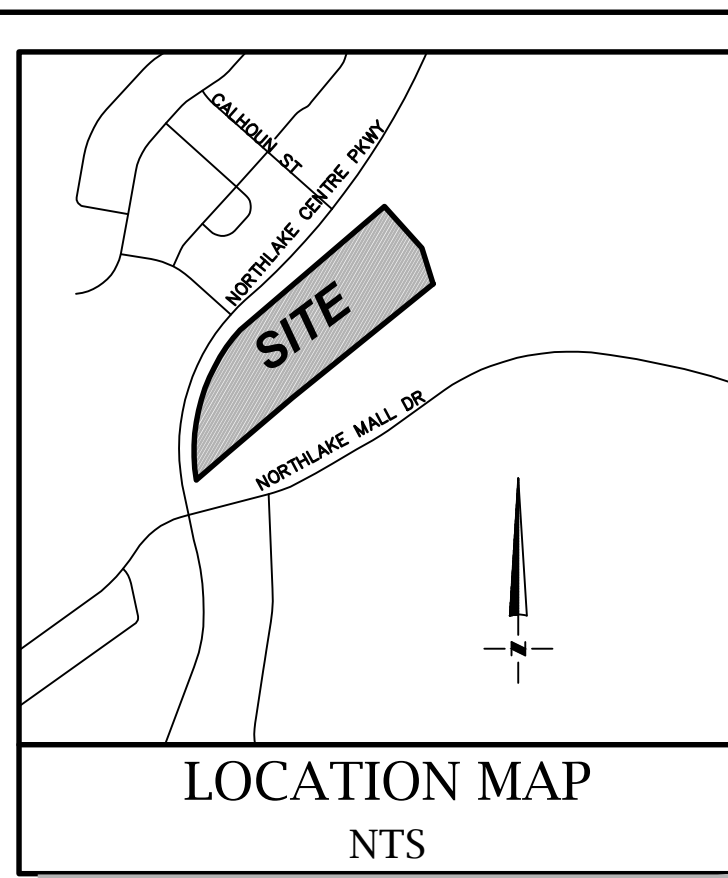 CALHOUN ST
NORTHLAKE CENTRE PKWY
SITE
NORTHLAKE MALL DR
N
LOCATION MAP
NTS